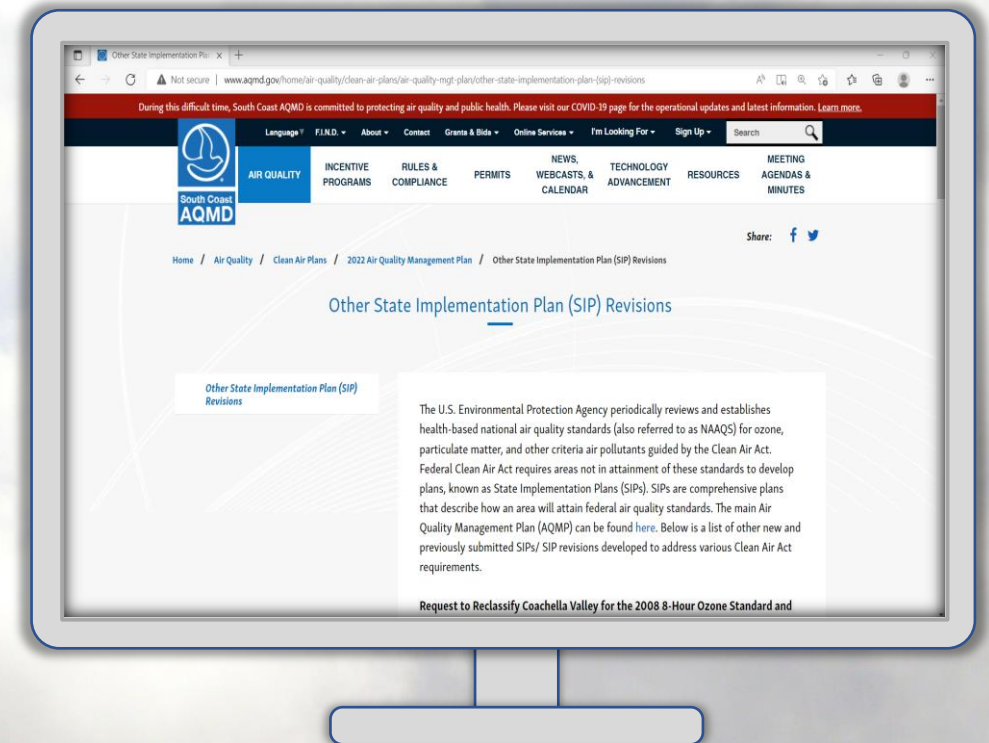 Other State Implementation Pla
Not secure | www.aqmd.gov/home/air-quality/clean-air-plans/air-quality-mgt-plan/other-state-implementation-plan-(sip)-revisions
During this difficult time, South Coast AQMD is committed to protecting air quality and public health. Please visit our COVID-19 page for the operational updates and latest information. Learn more.
Language F.I.N.D. About Contact Grants & Bids Online Services I'm Looking For Sign Up Search
AIR QUALITY
INCENTIVE
PROGRAMS
RULES &
COMPLIANCE
PERMITS
NEWS,
WEBCASTS, &
CALENDAR
TECHNOLOGY
ADVANCEMENT
RESOURCES
MEETING
AGENDAS &
MINUTES
South Coast
AQMD
Share:
Home / Air Quality / Clean Air Plans / 2022 Air Quality Management Plan / Other State Implementation Plan (SIP) Revisions
Other State Implementation Plan (SIP) Revisions
Other State Implementation Plan (SIP)
Revisions
The U.S. Environmental Protection Agency periodically reviews and establishes
health-based national air quality standards (also referred to as NAAQS) for ozone,
particulate matter, and other criteria air pollutants guided by the Clean Air Act.
Federal Clean Air Act requires areas not in attainment of these standards to develop
plans, known as State Implementation Plans (SIPs). SIPs are comprehensive plans
that describe how an area will attain federal air quality standards. The main Air
Quality Management Plan (AQMP) can be found here. Below is a list of other new and
previously submitted SIPs/ SIP revisions developed to address various Clean Air Act
requirements.
Request to Reclassify Coachella Valley for the 2008 8-Hour Ozone Standard and